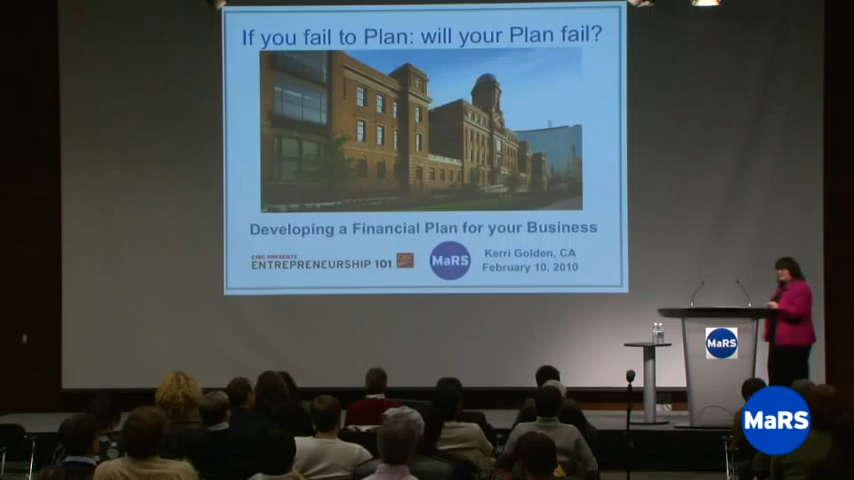 If you fail to Plan: will your Plan fail?
Developing a Financial Plan for your Business
CIBC PRESENTS
ENTREPRENEURSHIP 101
MaRS
Kerri Golden, CA
February 10, 2010
MaRS
MaRS